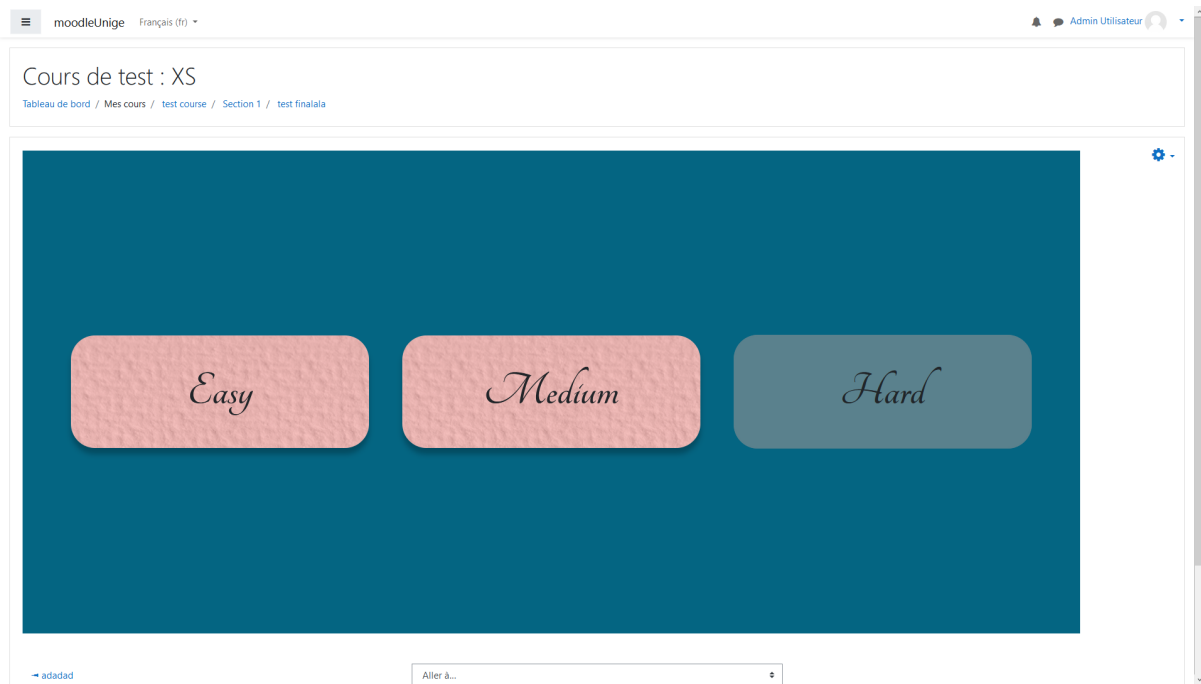 moodleUnige Français (fr) Admin Utilisateur
Cours de test : XS
Tableau de bord / Mes cours / test course / Section 1 / test finalala
Easy Medium Hard
◄ adadad Aller à...